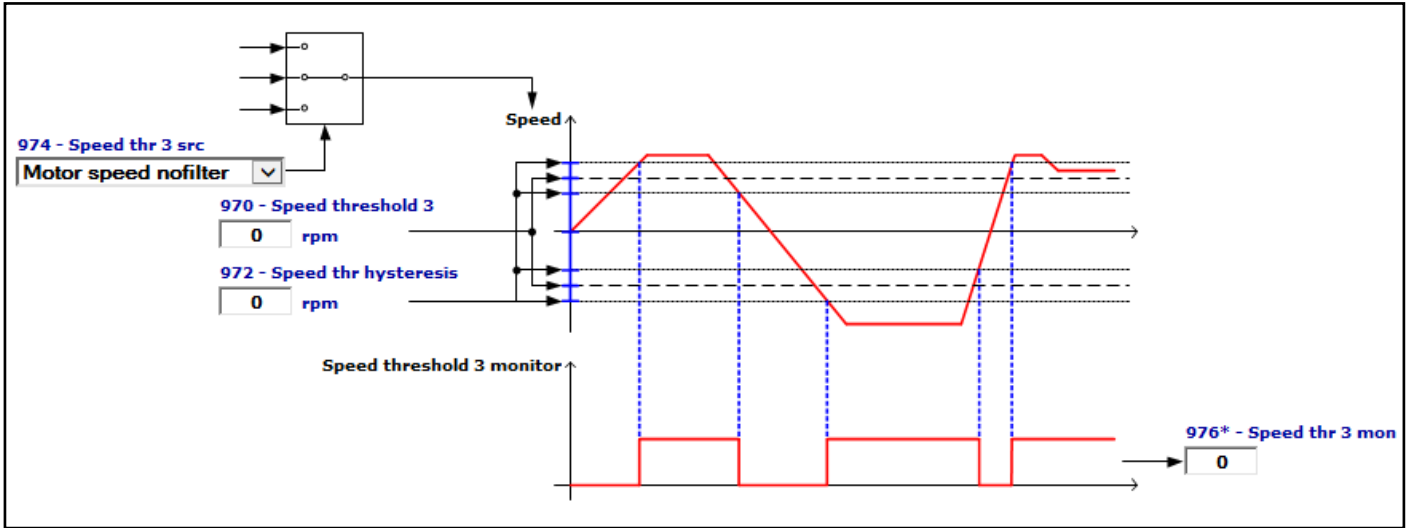 Speed
974 - Speed thr 3 src
Motor speed nofilter
970 - Speed threshold 3
0 rpm
972 - Speed thr hysteresis
0 rpm
Speed threshold 3 monitor
976* - Speed thr 3 mon
0